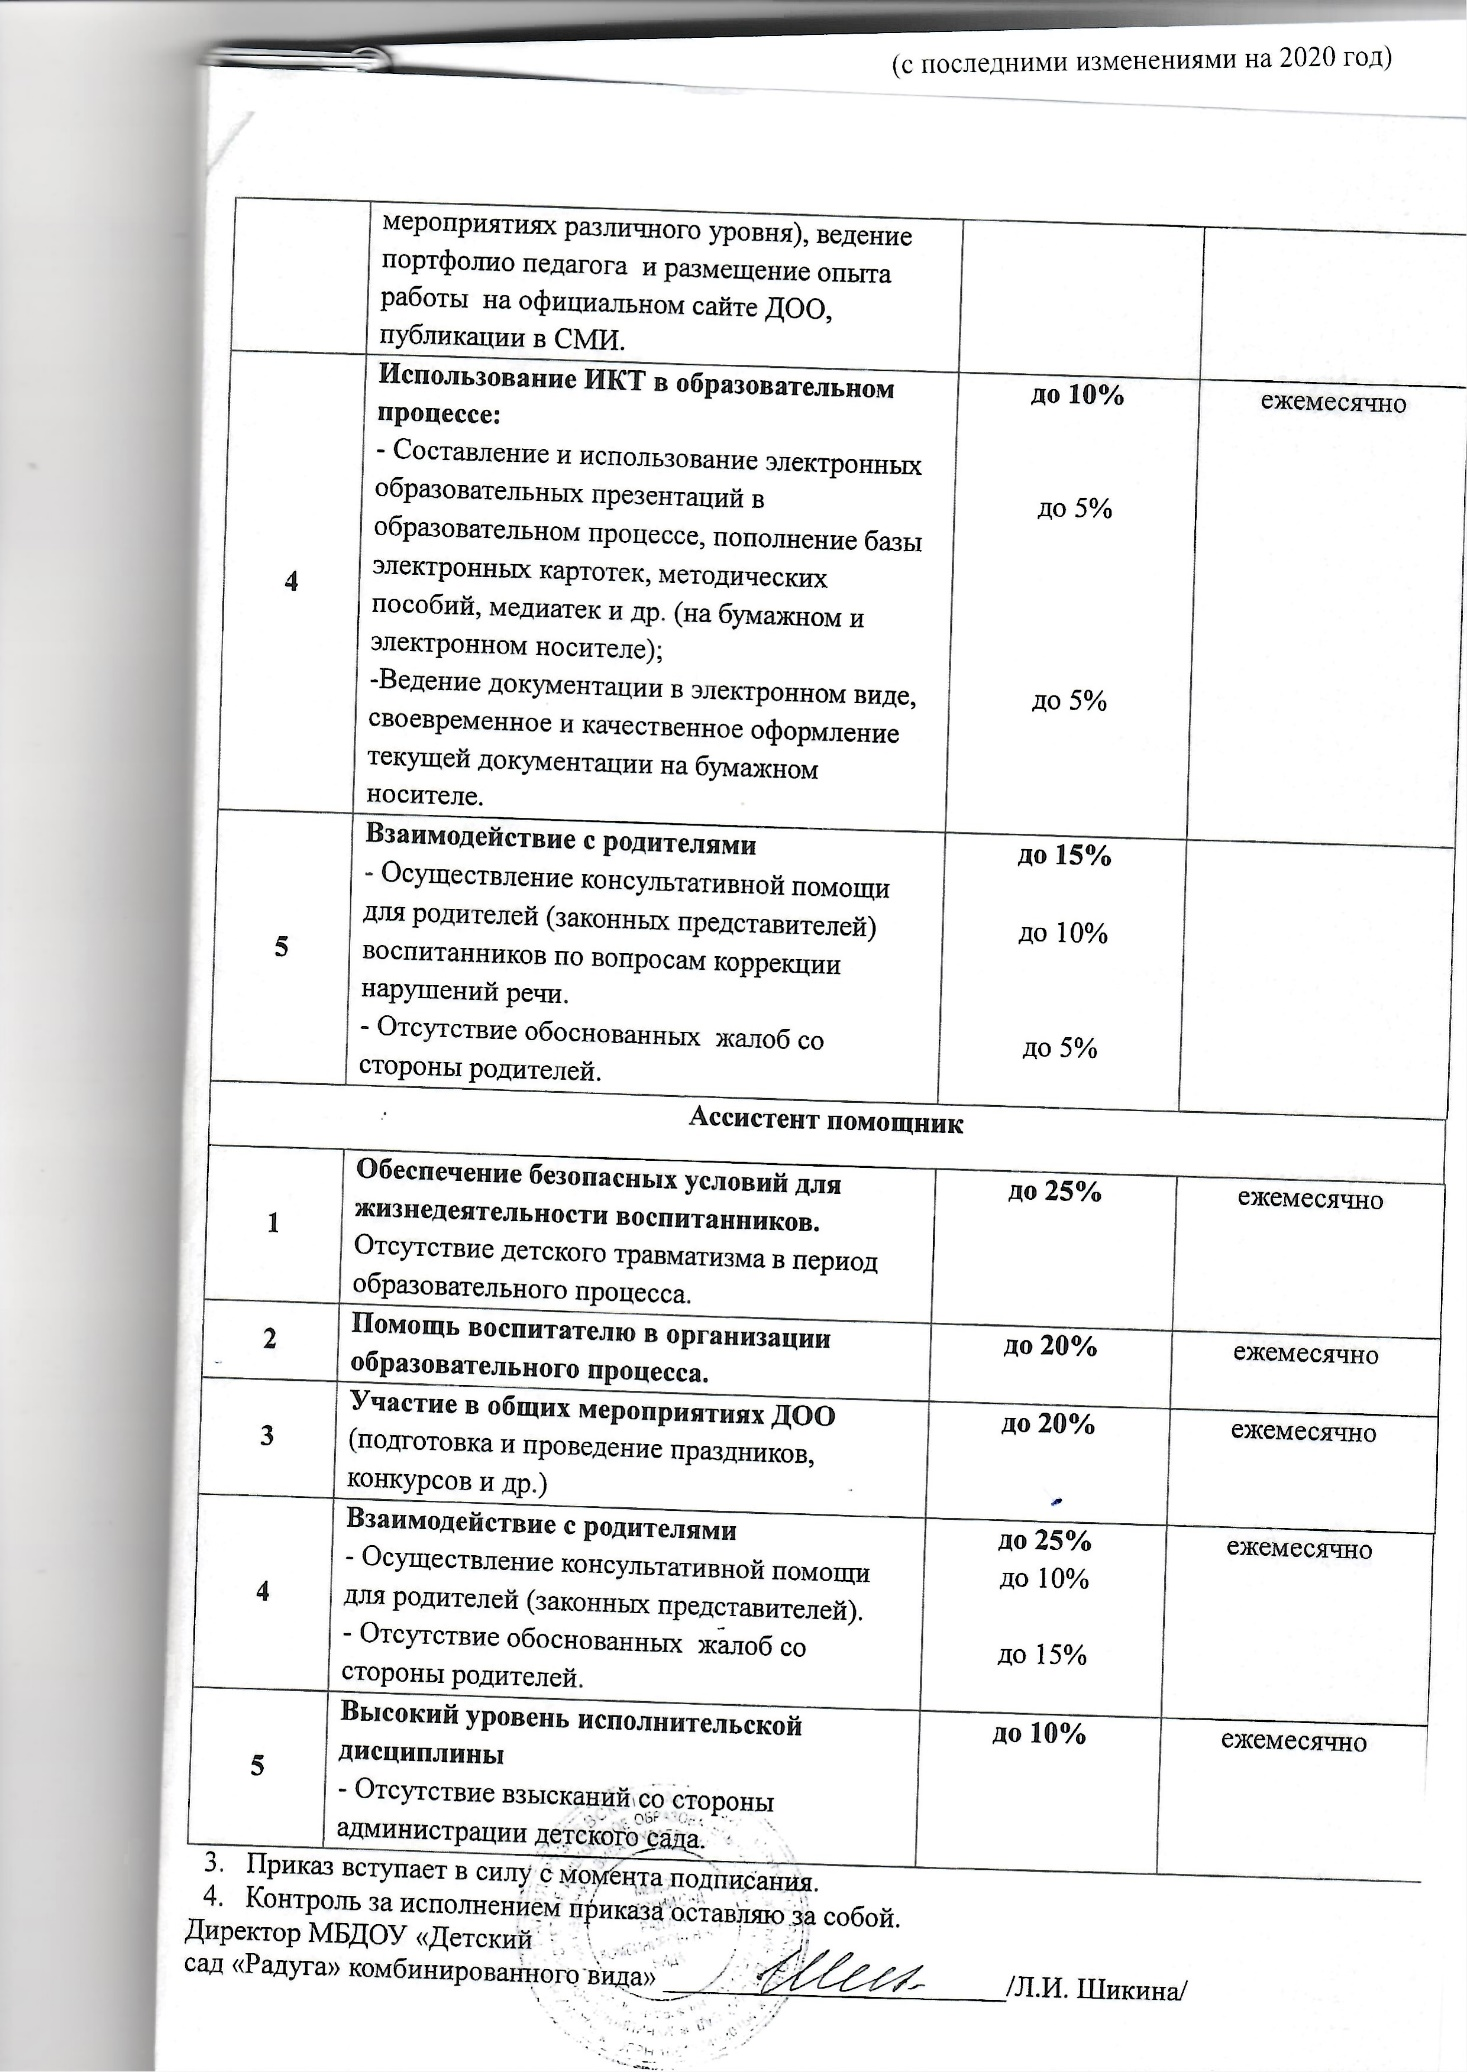 (с последними изменениями на 2020 год)
мероприятиях различного уровня), ведение
портфолио педагога и размещение опыта
работы на официальном сайте ДОО,
публикации в СМИ.
4
Использование ИКТ в образовательном
процессе:
- Составление и использование электронных
образовательных презентаций в
образовательном процессе, пополнение базы
электронных картотек, методических
пособий, медиатек и др. (на бумажном и
электронном носителе);
-Ведение документации в электронном виде,
своевременное и качественное оформление
текущей документации на бумажном
носителе.
до 10%
до 5%
до 5%
ежемесячно
5
Взаимодействие с родителями
- Осуществление консультативной помощи
для родителей (законных представителей)
воспитанников по вопросам коррекции
нарушений речи.
- Отсутствие обоснованных жалоб со
стороны родителей.
до 15%
до 10%
до 5%
Ассистент помощник
1
Обеспечение безопасных условий для
жизнедеятельности воспитанников.
Отсутствие детского травматизма в период
образовательного процесса.
до 25%
ежемесячно
2
Помощь воспитателю в организации
образовательного процесса.
до 20%
ежемесячно
3
Участие в общих мероприятиях ДОО
(подготовка и проведение праздников,
конкурсов и др.)
до 20%
ежемесячно
4
Взаимодействие с родителями
- Осуществление консультативной помощи
для родителей (законных представителей).
- Отсутствие обоснованных жалоб со
стороны родителей.
до 25%
до 10%
до 15%
ежемесячно
5
Высокий уровень исполнительской
дисциплины
- Отсутствие взысканий со стороны
администрации детского сада.
до 10%
ежемесячно
3. Приказ вступает в силу с момента подписания.
4. Контроль за исполнением приказа оставляю за собой.
Директор МБДОУ «Детский
сад «Радуга» комбинированного вида» /Л.И. Шикина/